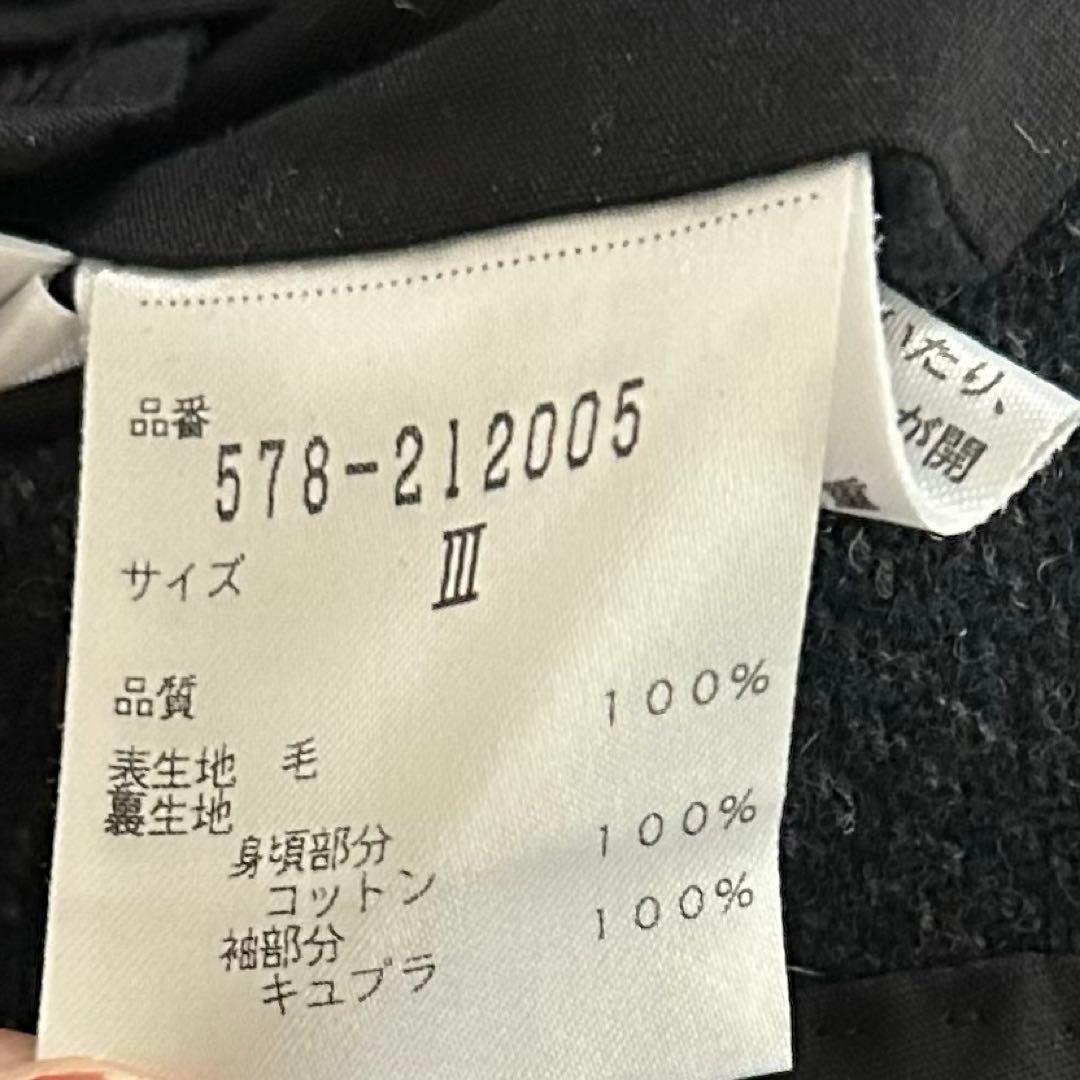 品番
578-212005
サイズ Ⅲ
品質
表生地 毛 100%
裏生地
身頃部分
コットン 100%
袖部分
キュプラ 100%
いたり、
が開